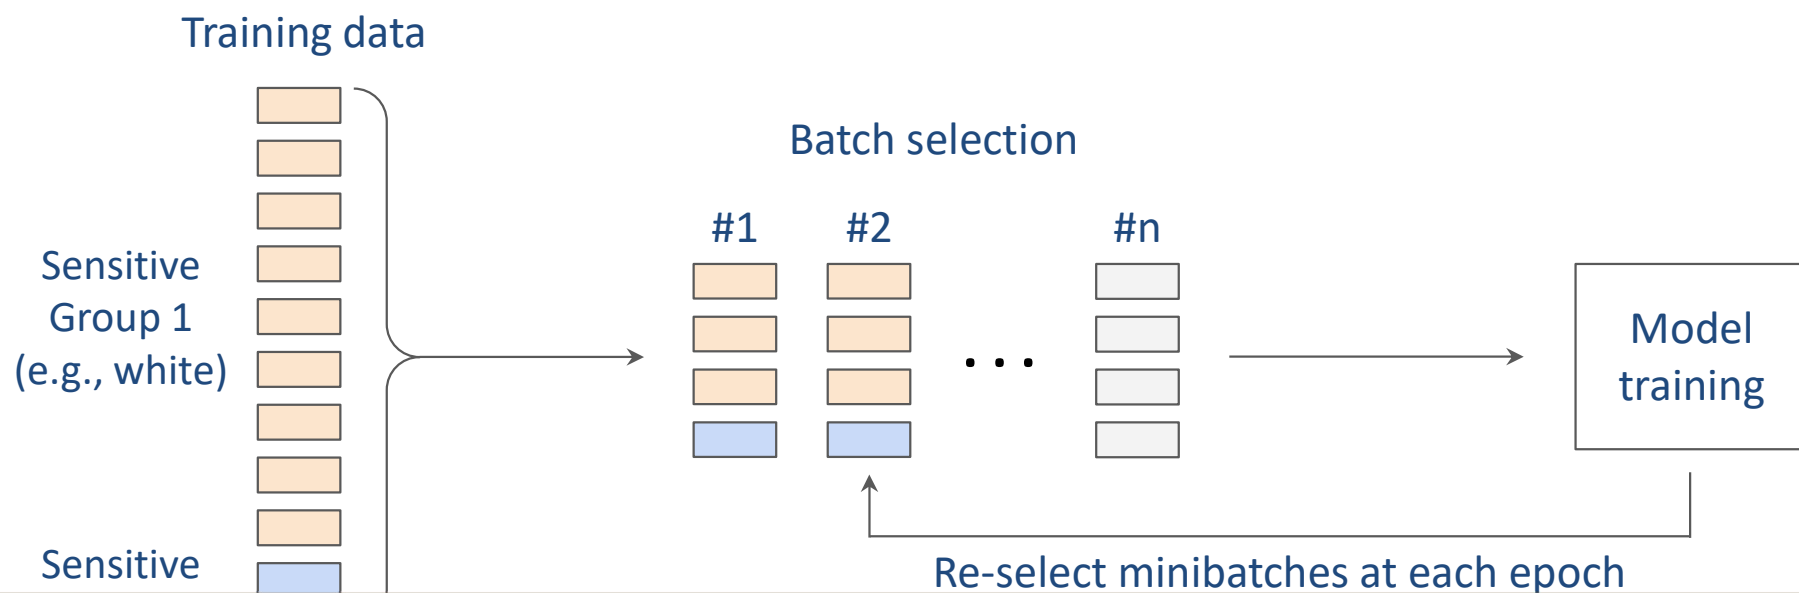 Training data
Batch selection
#1 #2 #n
Sensitive
Group 1
(e.g., white)
. . .
Model
training
Sensitive
Re-select minibatches at each epoch